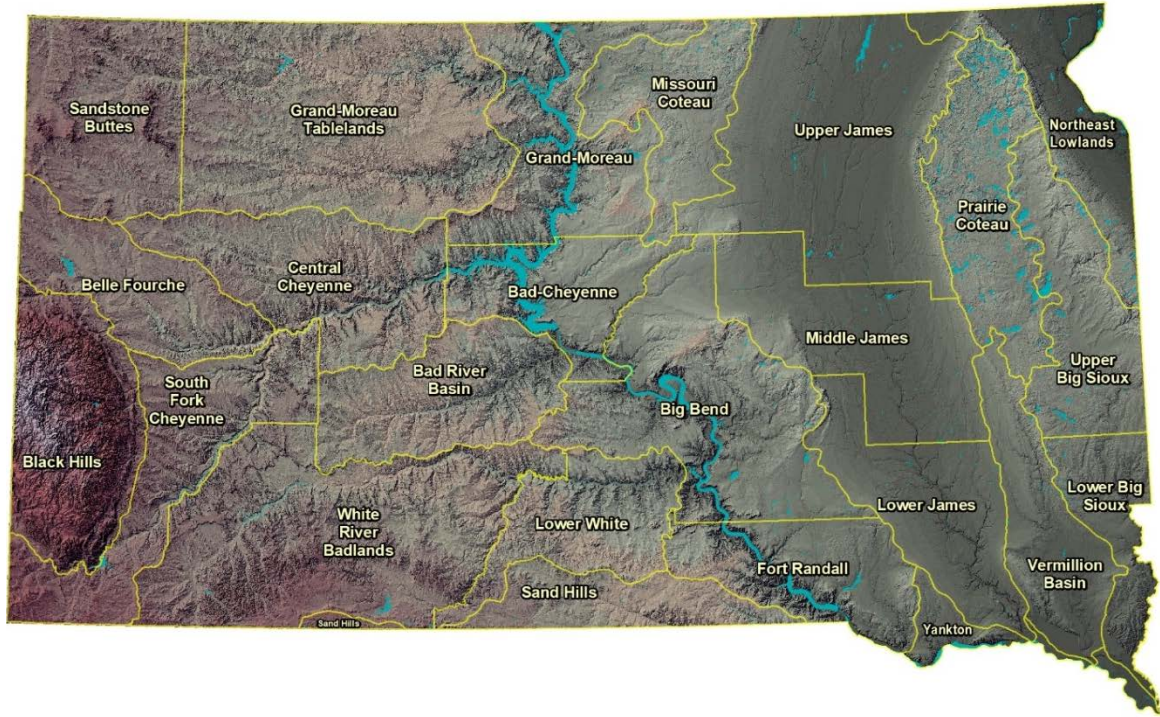 Sandstone
Buttes
Grand-Moreau
Tablelands
Missouri
Coteau
Upper James
Northeast
Lowlands
Grand-Moreau
Prairie
Coteau
Belle Fourche
Central
Cheyenne
Bad-Cheyenne
Middle James
Upper
Big Sioux
Bad River
Basin
South
Fork
Cheyenne
Big Bend
Black Hills
Lower Big
Sioux
Lower James
White
River
Badlands
Lower White
Fort Randall
Vermillion
Basin
Sand Hills
Sand Hills
Yankton